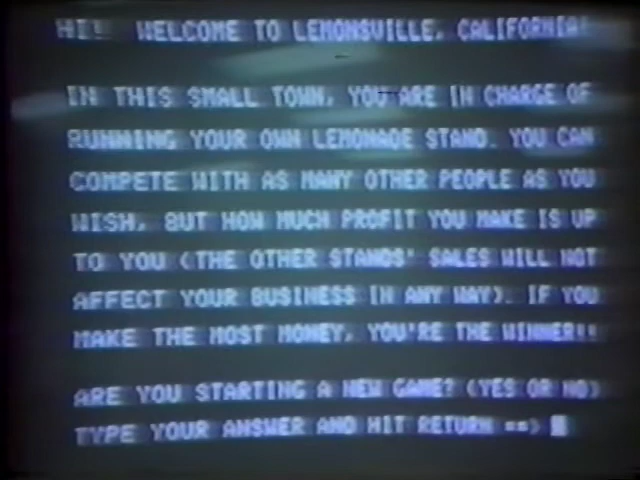 HI! WELCOME TO LEMONSVILLE, CALIFORNIA!
IN THIS SMALL TOWN, YOU ARE IN CHARGE OF
RUNNING YOUR OWN LEMONADE STAND. YOU CAN
COMPETE WITH AS MANY OTHER PEOPLE AS YOU
WISH, BUT HOW MUCH PROFIT YOU MAKE IS UP
TO YOU (THE OTHER STANDS' SALES WILL NOT
AFFECT YOUR BUSINESS IN ANY WAY). IF YOU
MAKE THE MOST MONEY, YOU'RE THE WINNER!!
ARE YOU STARTING A NEW GAME? (YES OR NO)
TYPE YOUR ANSWER AND HIT RETURN ==>